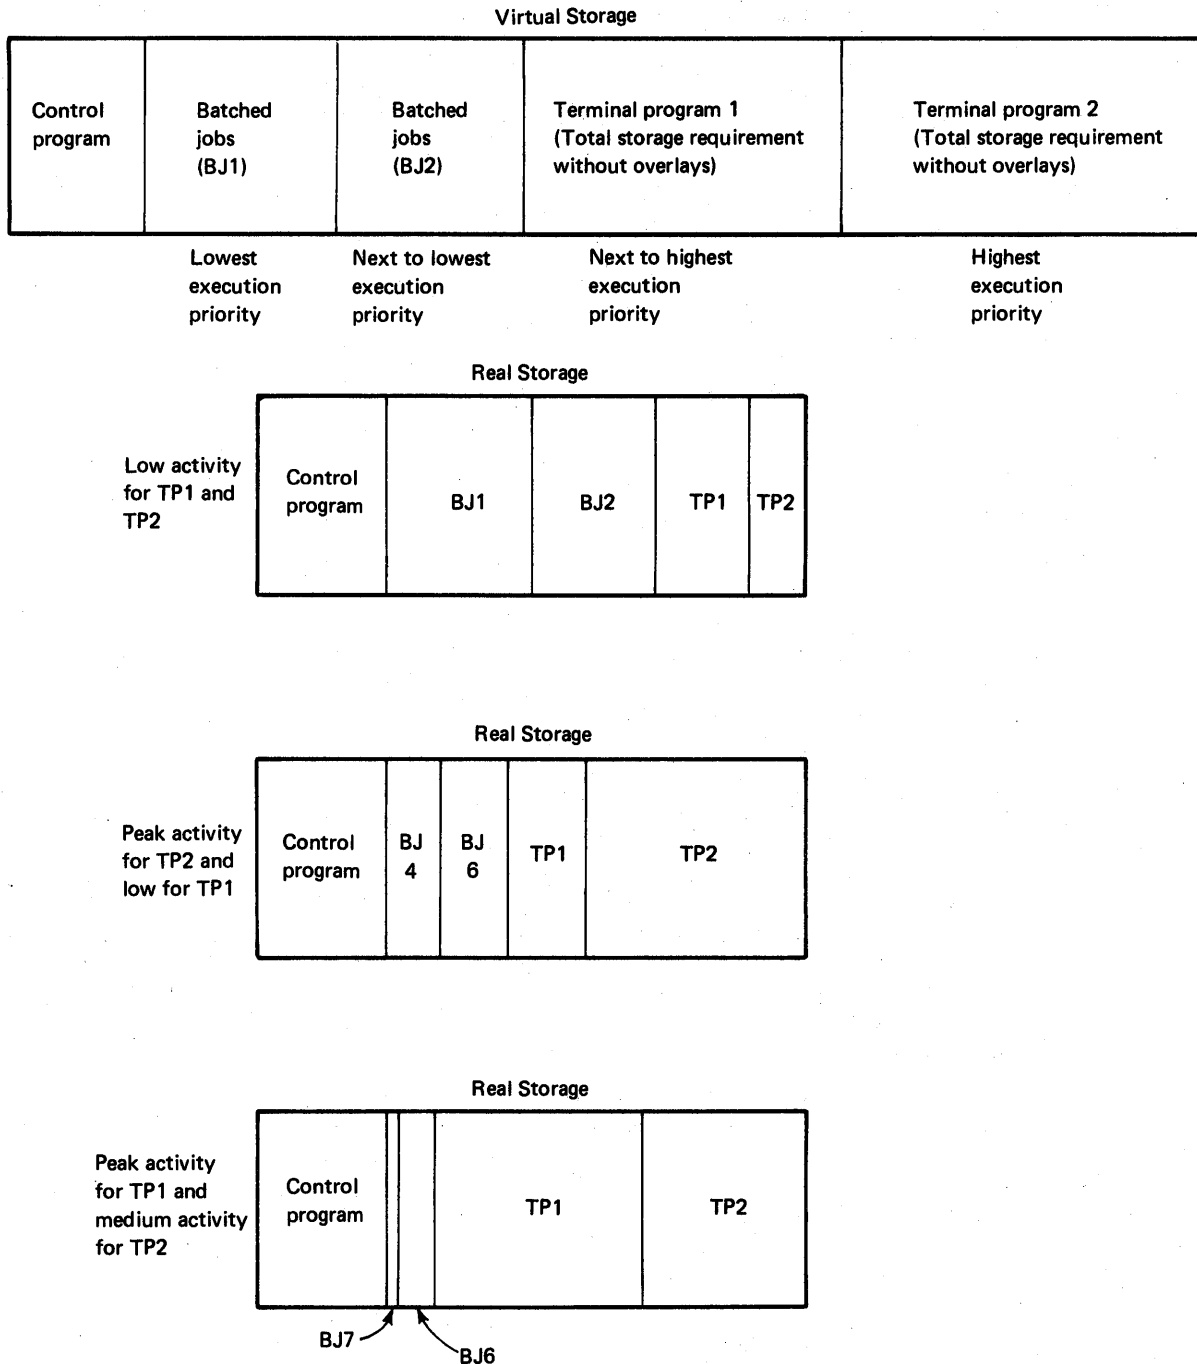 Virtual Storage
Control
program
Batched
jobs
(BJ1)
Batched
jobs
(BJ2)
Terminal program 1
(Total storage requirement
without overlays)
Terminal program 2
(Total storage requirement
without overlays)
Lowest
execution
priority
Next to lowest
execution
priority
Next to highest
execution
priority
Highest
execution
priority
Real Storage
Low activity
for TP1 and
TP2
Control
program
BJ1
BJ2
TP1
TP2
Real Storage
Peak activity
for TP2 and
low for TP1
Control
program
BJ
4
BJ
6
TP1
TP2
Real Storage
Peak activity
for TP1 and
medium activity
for TP2
Control
program
TP1
TP2
BJ7
BJ6